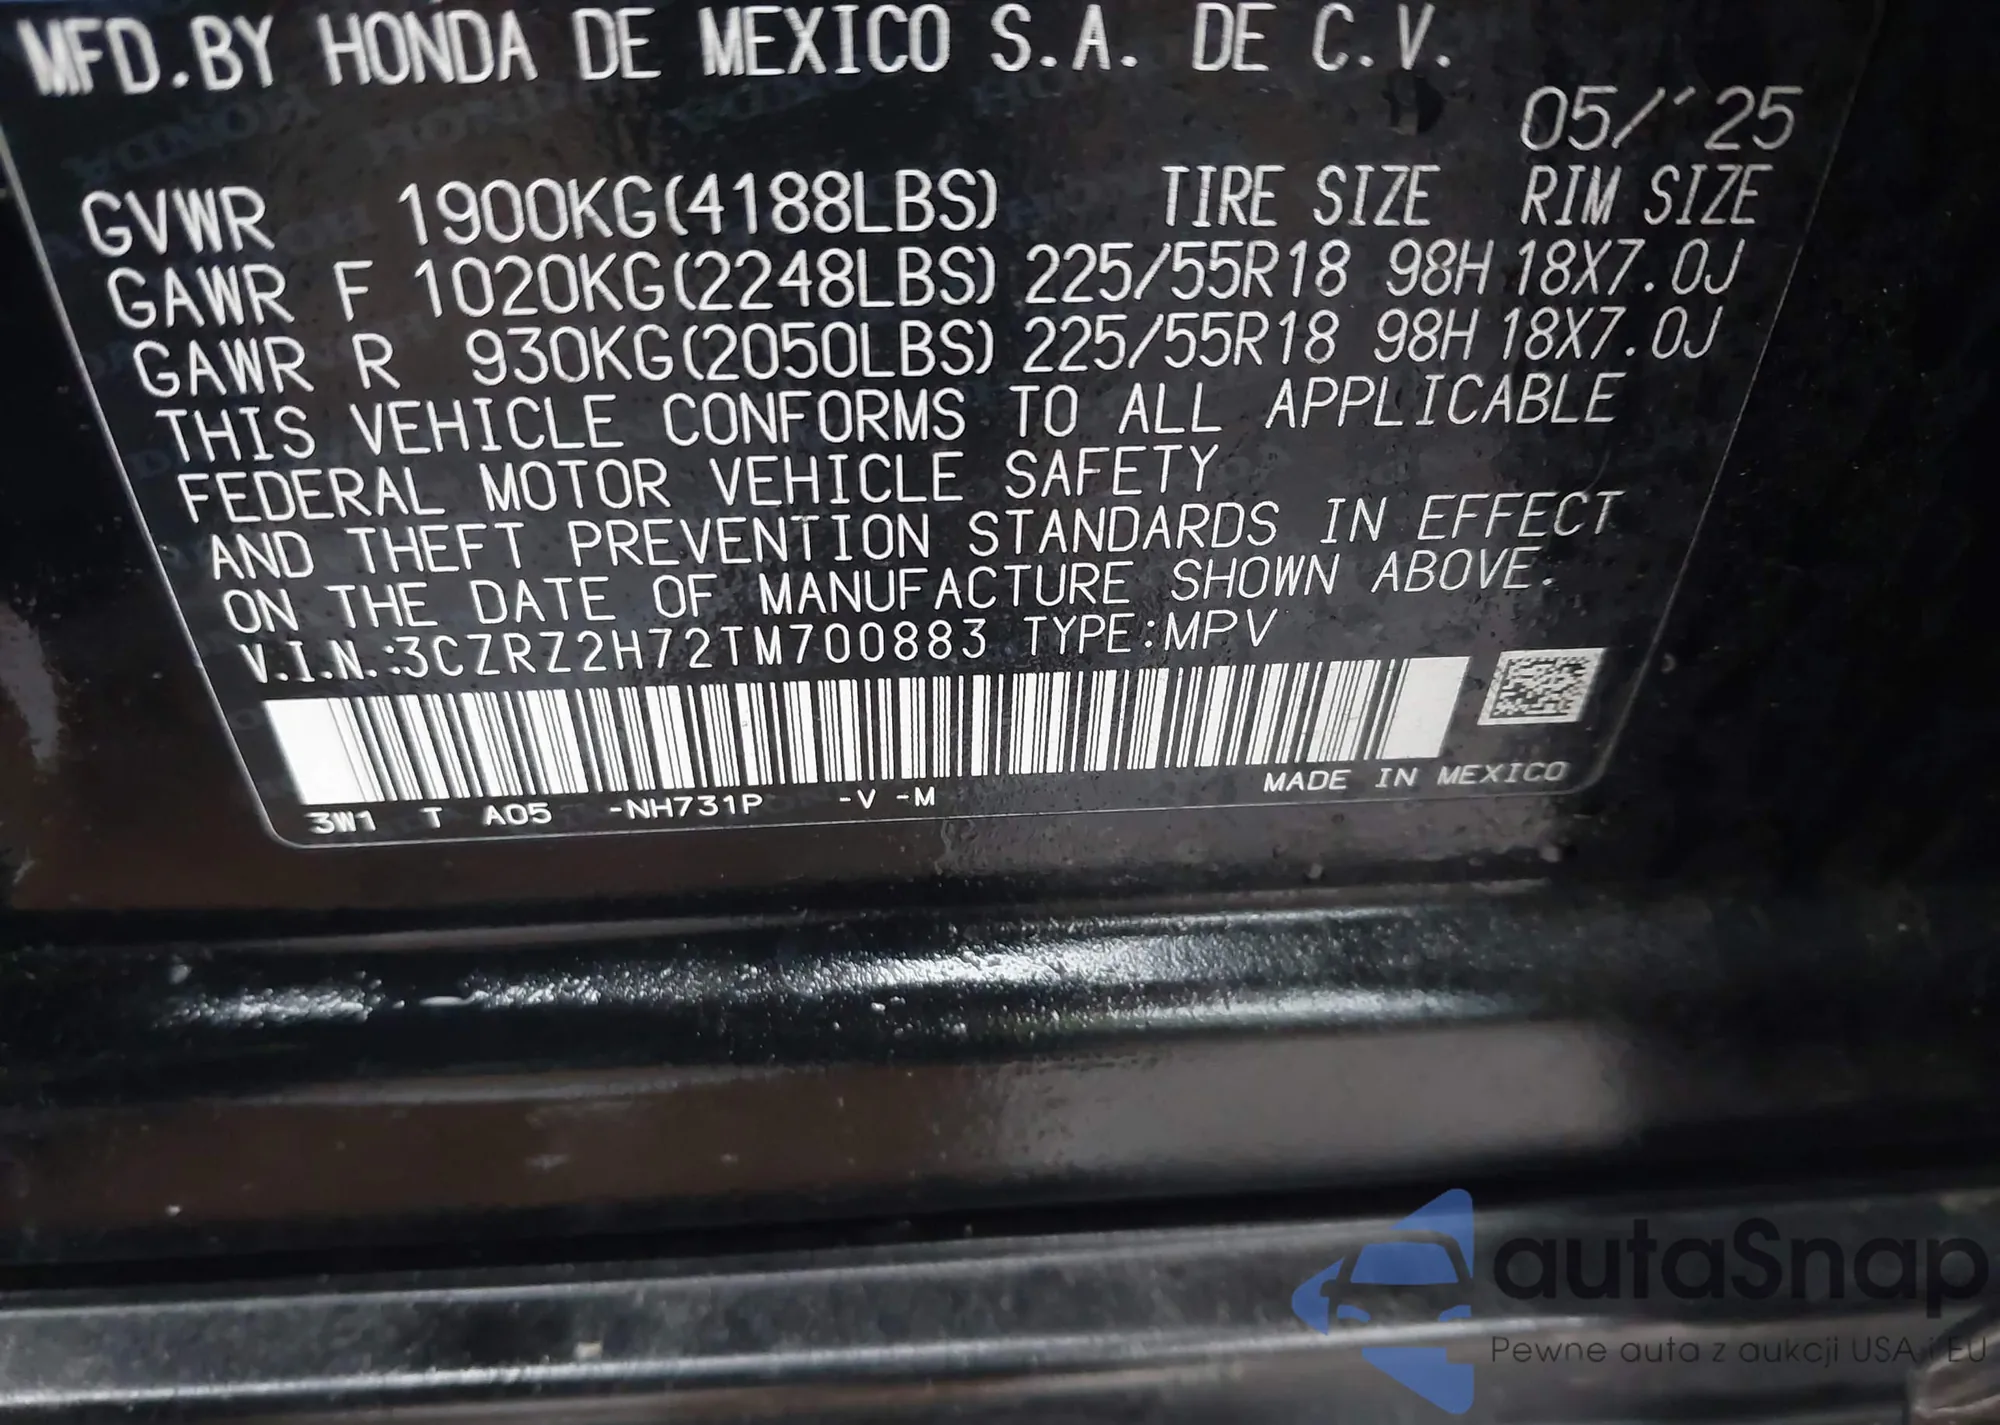 MFD.BY HONDA DE MEXICO S.A. DE C.V.
05/'25
GVWR 1900KG(4188LBS) TIRE SIZE RIM SIZE
GAWR F 1020KG(2248LBS) 225/55R18 98H 18X7.0J
GAWR R 930KG(2050LBS) 225/55R18 98H 18X7.0J
THIS VEHICLE CONFORMS TO ALL APPLICABLE
FEDERAL MOTOR VEHICLE SAFETY
AND THEFT PREVENTION STANDARDS IN EFFECT
ON THE DATE OF MANUFACTURE SHOWN ABOVE.
V.I.N.:3CZRZ2H72TM700883 TYPE:MPV
3W1 T A05 -NH731P -V -M MADE IN MEXICO
autaSnap
Pewne auta z aukcji USA i EU